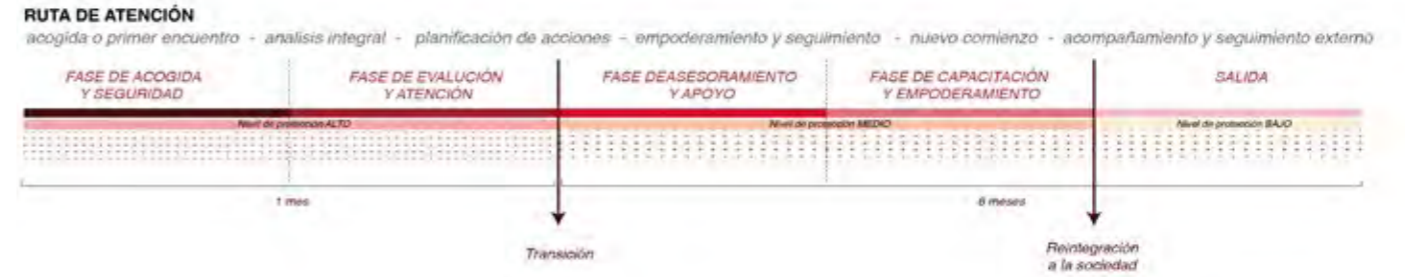 RUTA DE ATENCIÓN
acogida o primer encuentro - analisis integral - planificación de acciones - empoderamiento y seguimiento - nuevo comienzo - acompañamiento y seguimiento externo
FASE DE ACOGIDA
Y SEGURIDAD
FASE DE EVALUCIÓN
Y ATENCIÓN
FASE DEASESORAMIENTO
Y APOYO
FASE DE CAPACITACIÓN
Y EMPODERAMIENTO
SALIDA
Nivel de protección ALTO
Nivel de protección MEDIO
Nivel de protección BAJO
1 mes
6 meses
Transición
Reintegración
a la sociedad